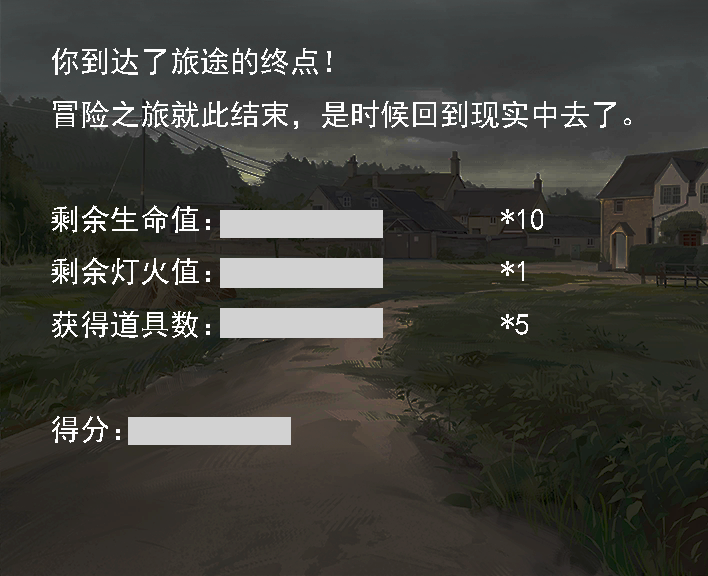 你到达了旅途的终点！
冒险之旅就此结束，是时候回到现实中去了。
剩余生命值： *10
剩余灯火值： *1
获得道具数： *5
得分：